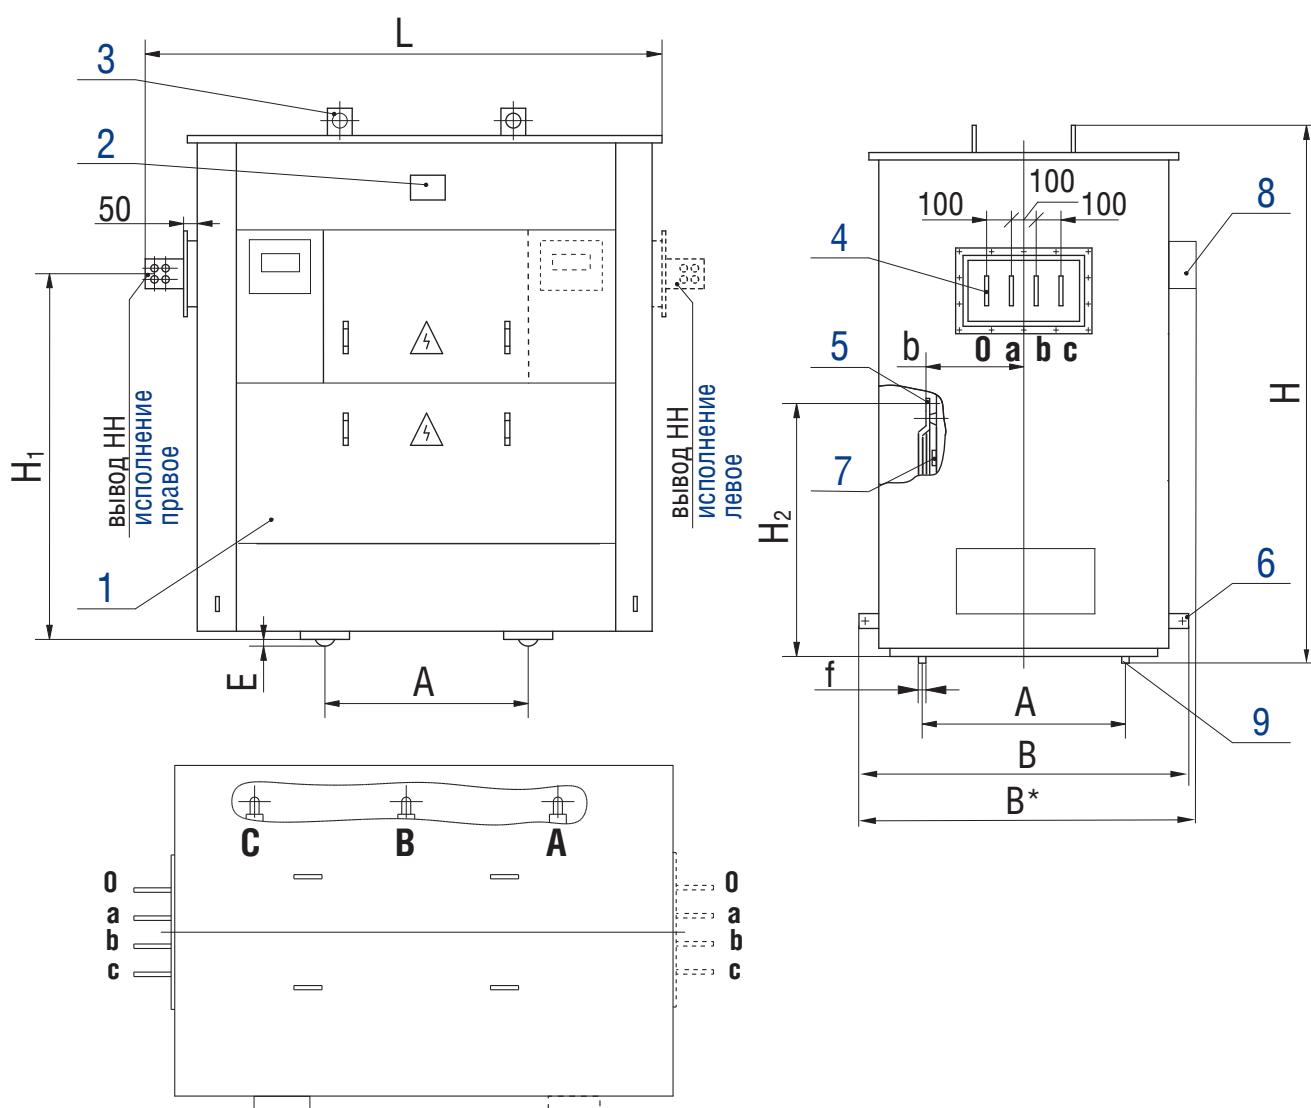 L
3
2
50
H₁
вывод НН
исполнение
правое
вывод НН
исполнение
левое
1
E
A
100
100
100
8
4
0 a b c
5
b
H
7
H₂
6
f
A
9
B
B*
C B A
0
a
b
c
0
a
b
c